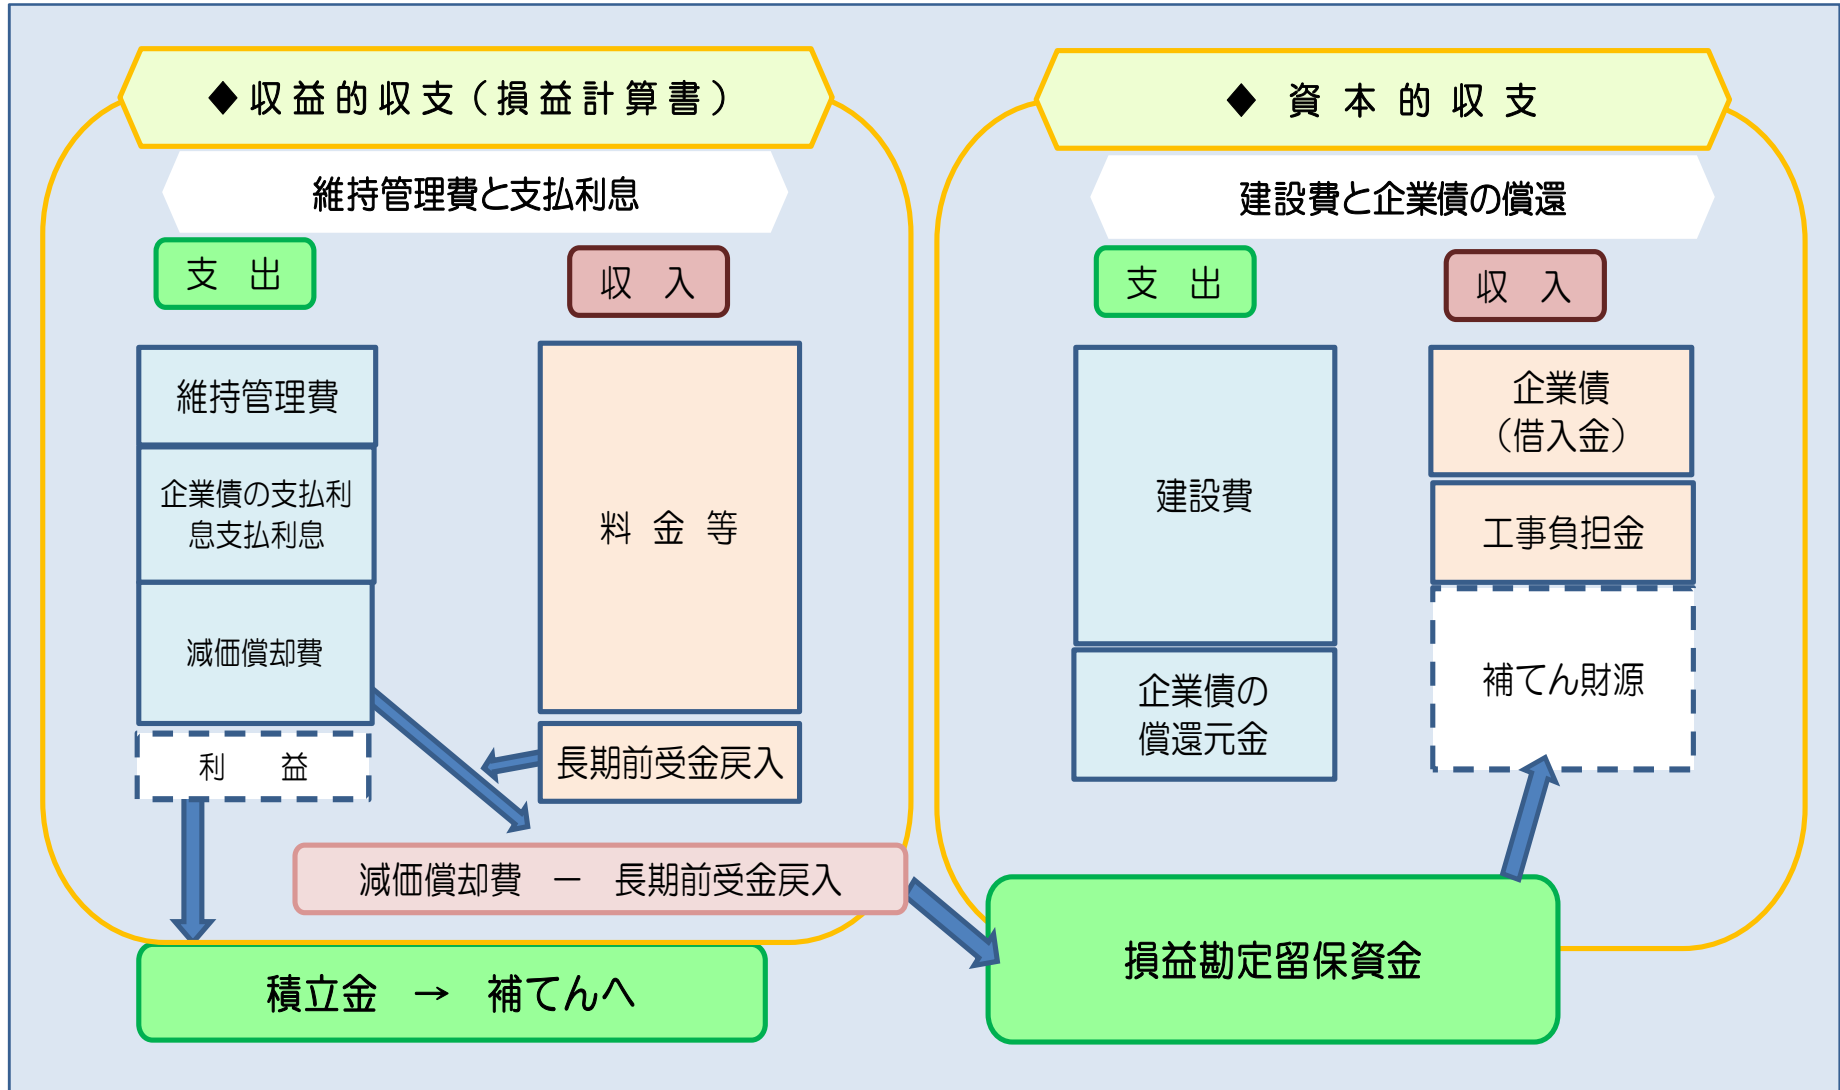 ◆収益的収支（損益計算書）
維持管理費と支払利息
支　出
収　入
維持管理費
企業債の支払利
息支払利息
減価償却費
利　　益
料 金 等
長期前受金戻入
減価償却費　－　長期前受金戻入
積立金　→　補てんへ
◆ 資 本 的 収 支
建設費と企業債の償還
支　出
収　入
建設費
企業債の
償還元金
企業債
（借入金）
工事負担金
補てん財源
損益勘定留保資金